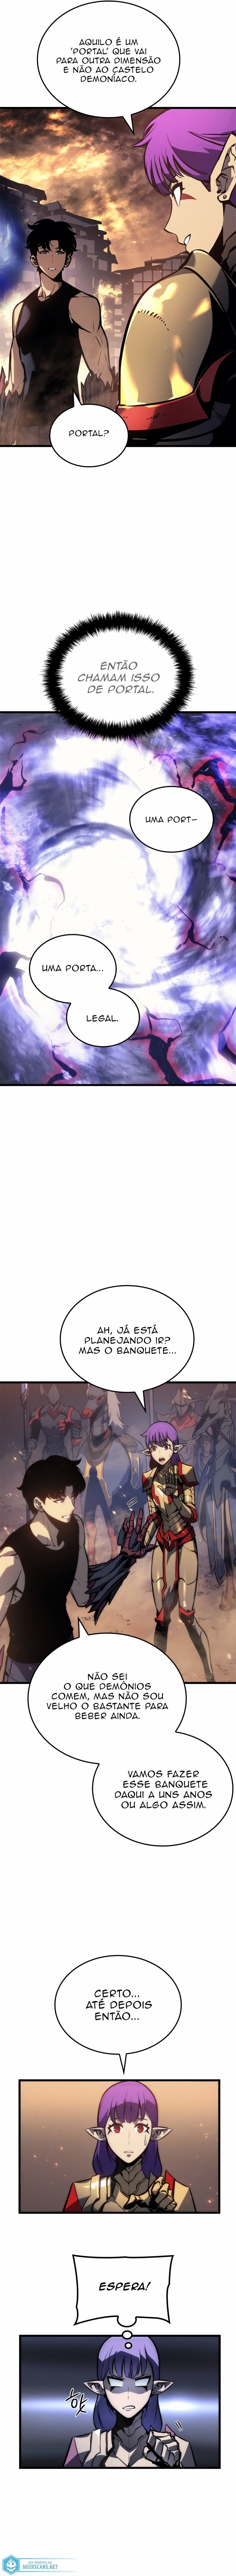 AQUILO É UM
'PORTAL' QUE VAI
PARA OUTRA DIMENSÃO
E NÃO AO CASTELO
DEMONÍACO.
PORTAL?
ENTÃO
CHAMAM ISSO
DE PORTAL.
UMA PORT-
UMA PORTA...
LEGAL.
AH, JÁ ESTÁ
PLANEJANDO IR?
MAS O BANQUETE...
NÃO SEI
O QUE DEMÔNIOS
COMEM, MAS NÃO SOU
VELHO O BASTANTE PARA
BEBER AINDA.
VAMOS FAZER
ESSE BANQUETE
DAQUI A UNS ANOS
OU ALGO ASSIM.
CERTO...
ATÉ DEPOIS
ENTÃO...
ESPERA!
NEOXSCANS.NET